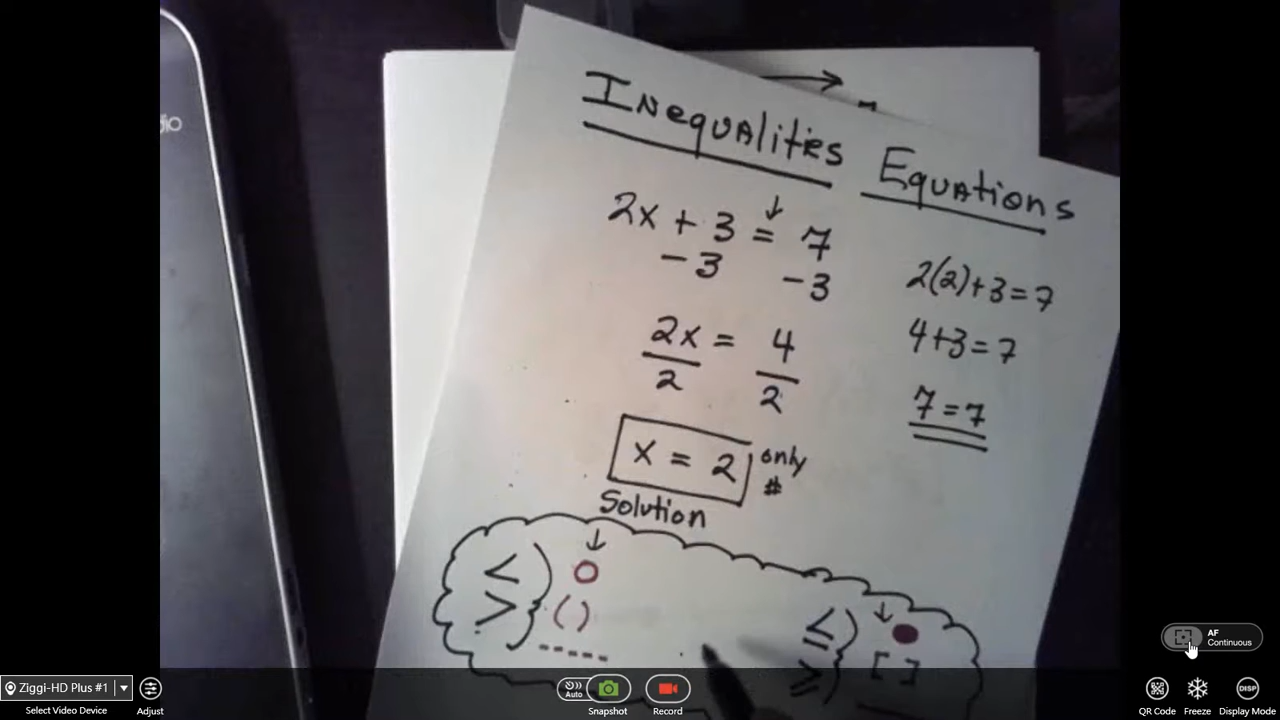 Inequalities Equations
2x + 3 = 7
-3 -3
2x = 4
2 2
x = 2 only #
Solution
2(2)+3=7
4+3=7
7=7
<
>
( )
≤
≥
[ ]
dio
Ziggi-HD Plus #1
Select Video Device
Adjust
Auto
Snapshot
Record
AF
Continuous
QR Code
Freeze
DISP
Display Mode